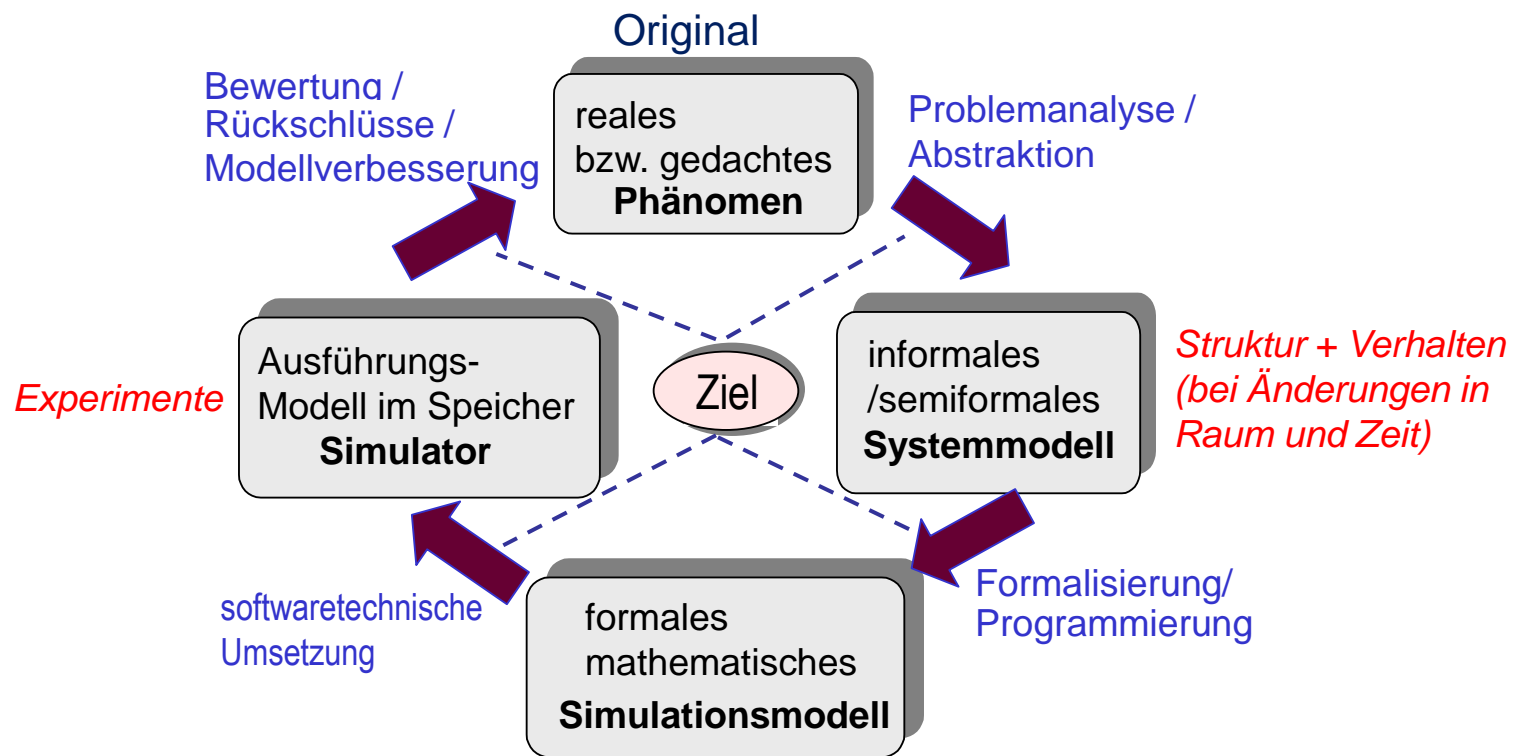 Original
Bewertung /
Rückschlüsse /
Modellverbesserung
reales
bzw. gedachtes
Phänomen
Problemanalyse /
Abstraktion
Ausführungs-
Modell im Speicher
Simulator
Experimente
Ziel
informales
/semiformales
Systemmodell
Struktur + Verhalten
(bei Änderungen in
Raum und Zeit)
softwaretechnische
Umsetzung
formales
mathematisches
Simulationsmodell
Formalisierung/
Programmierung